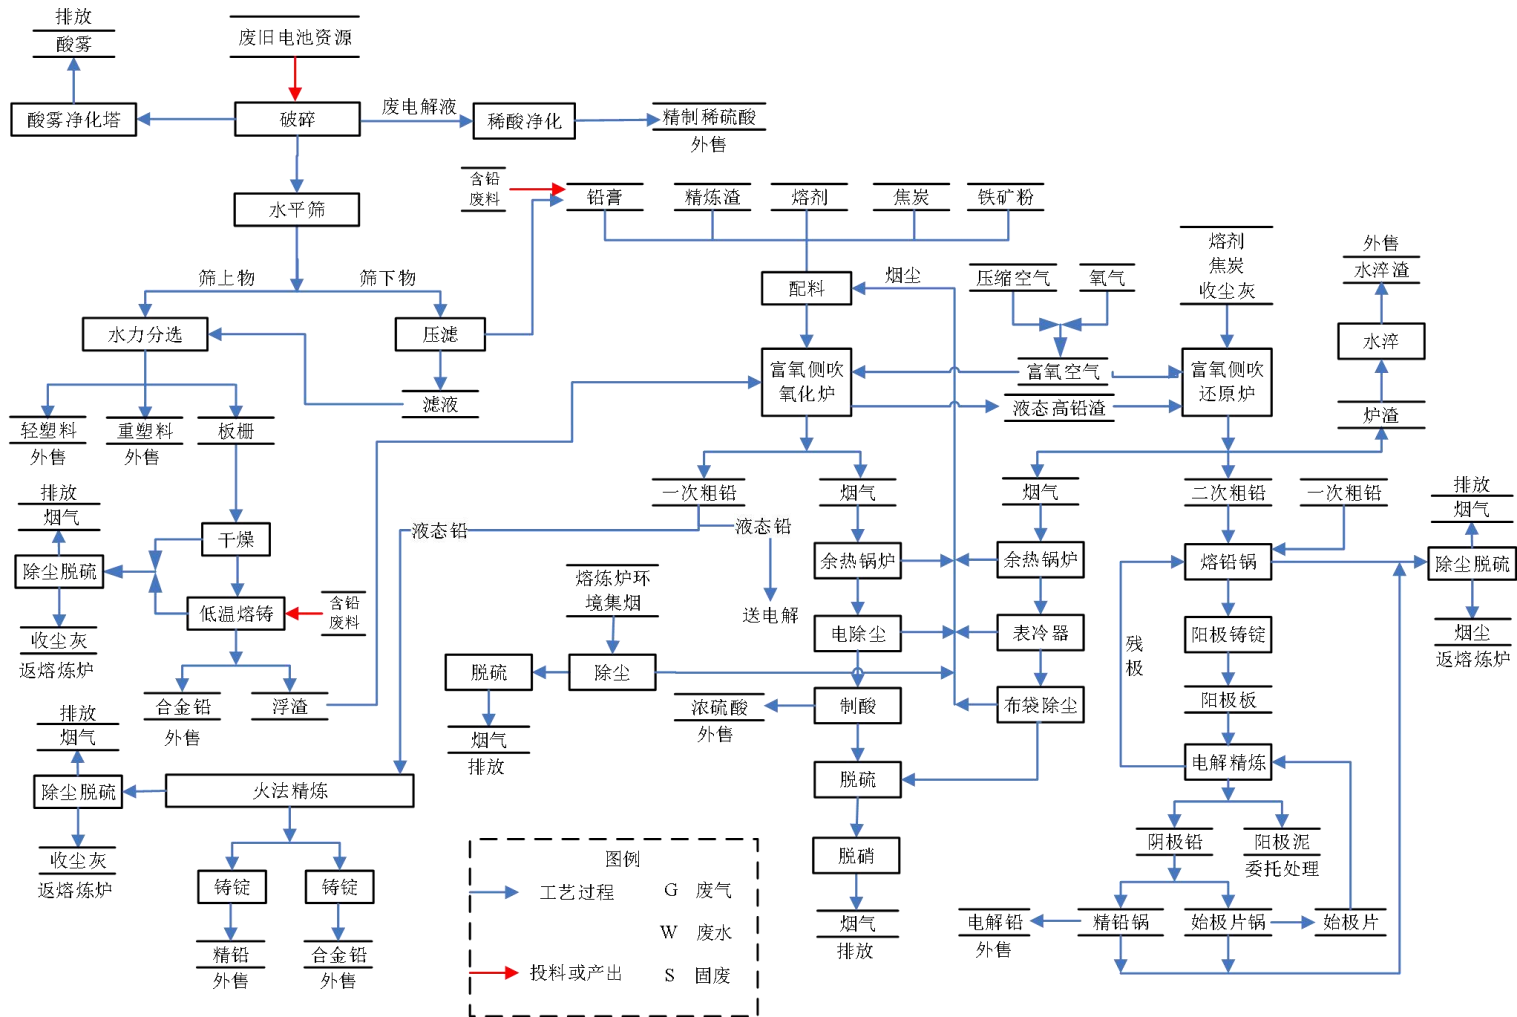 排放
酸雾
废旧电池资源
酸雾净化塔
破碎
废电解液
稀酸净化
精制稀硫酸
外售
水平筛
含铅
废料
铅膏
精炼渣
熔剂
焦炭
铁矿粉
筛上物
筛下物
水力分选
压滤
滤液
轻塑料
外售
重塑料
外售
板栅
配料
烟尘
压缩空气
氧气
熔剂
焦炭
收尘灰
外售
水淬渣
水淬
炉渣
富氧侧吹
氧化炉
富氧空气
液态高铅渣
富氧侧吹
还原炉
一次粗铅
烟气
烟气
二次粗铅
一次粗铅
排放
烟气
液态铅
液态铅
送电解
排放
烟气
除尘脱硫
收尘灰
返熔炼炉
干燥
低温熔铸
含铅
废料
合金铅
外售
浮渣
熔炼炉环
境集烟
脱硫
除尘
烟气
排放
余热锅炉
余热锅炉
电除尘
表冷器
浓硫酸
外售
制酸
布袋除尘
脱硫
脱硝
烟气
排放
熔铅锅
除尘脱硫
烟尘
返熔炼炉
阳极铸锭
残
极
阳极板
电解精炼
阴极铅
阳极泥
委托处理
电解铅
外售
精铅锅
始极片锅
始极片
排放
烟气
除尘脱硫
收尘灰
返熔炼炉
火法精炼
铸锭
铸锭
精铅
外售
合金铅
外售
图例
工艺过程
G 废气
W 废水
投料或产出
S 固废